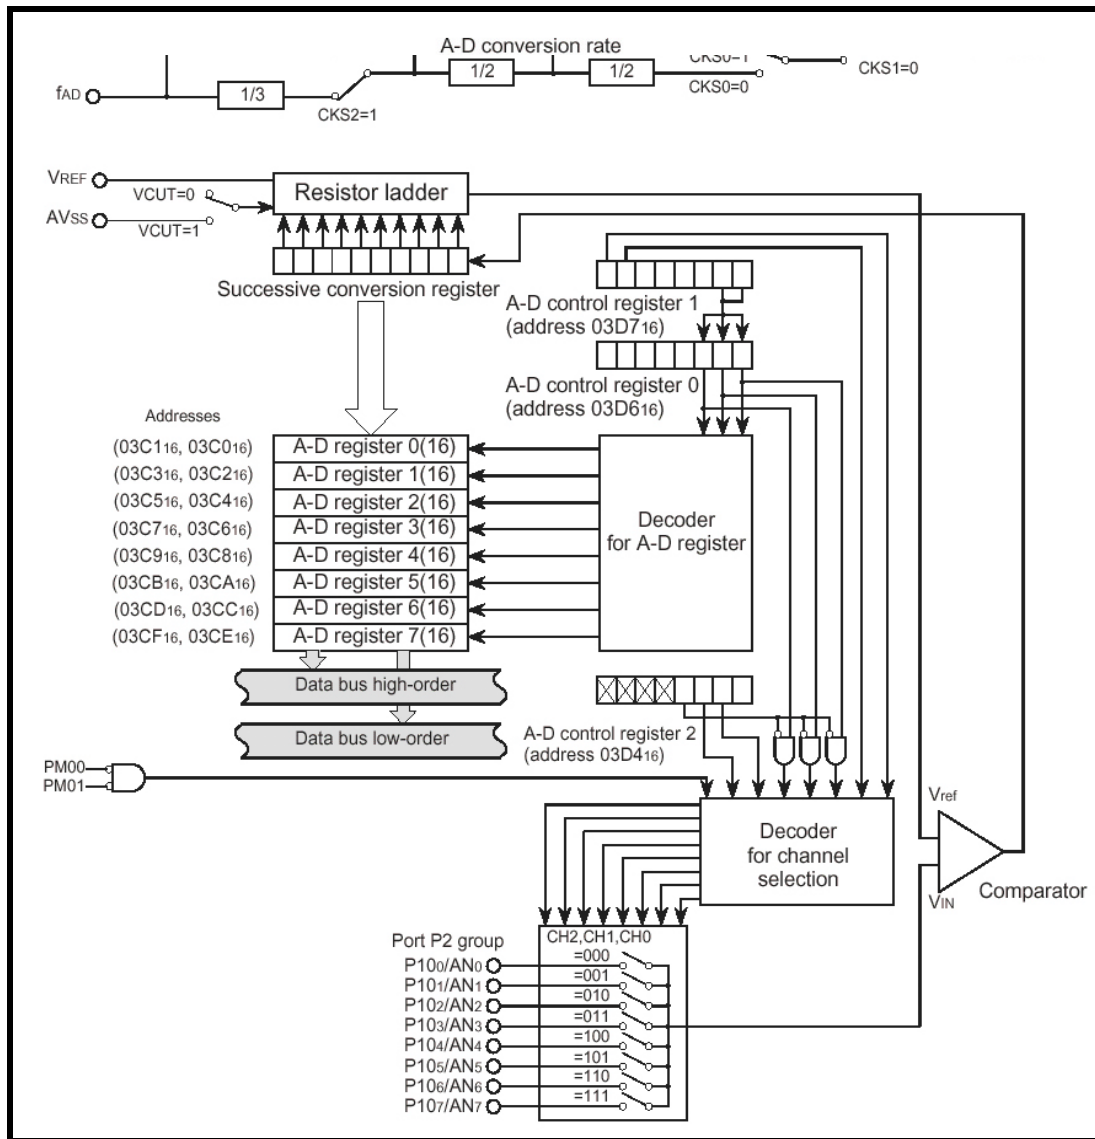 A-D conversion rate
CKS0=1
CKS1=0
fAD
1/3
1/2
1/2
CKS0=0
CKS2=1
VREF
VCUT=0
Resistor ladder
AVSS
VCUT=1
Successive conversion register
A-D control register 1
(address 03D716)
A-D control register 0
(address 03D616)
Addresses
(03C116, 03C016) A-D register 0(16)
(03C316, 03C216) A-D register 1(16)
(03C516, 03C416) A-D register 2(16)
(03C716, 03C616) A-D register 3(16)
(03C916, 03C816) A-D register 4(16)
(03CB16, 03CA16) A-D register 5(16)
(03CD16, 03CC16) A-D register 6(16)
(03CF16, 03CE16) A-D register 7(16)
Decoder
for A-D register
Data bus high-order
Data bus low-order
A-D control register 2
(address 03D416)
PM00
PM01
Decoder
for channel
selection
Vref
VIN
Comparator
Port P2 group
CH2,CH1,CH0
P100/AN0 =000
P101/AN1 =001
P102/AN2 =010
P103/AN3 =011
P104/AN4 =100
P105/AN5 =101
P106/AN6 =110
P107/AN7 =111